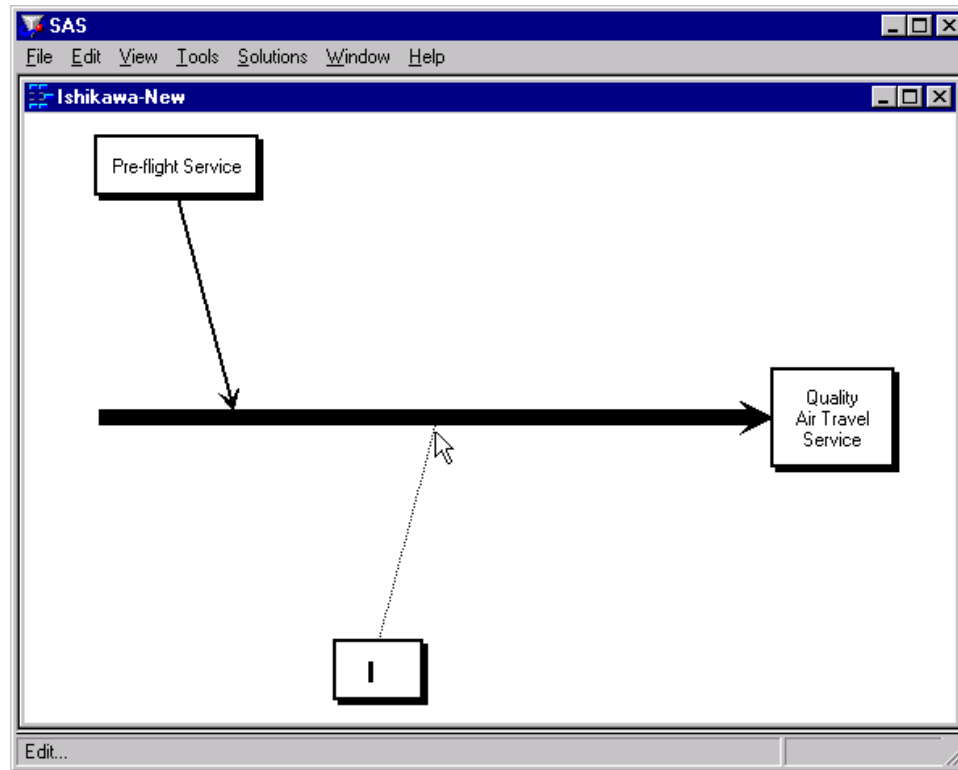 SAS
File Edit View Tools Solutions Window Help
Ishikawa-New
Pre-flight Service
Quality
Air Travel
Service
Edit...